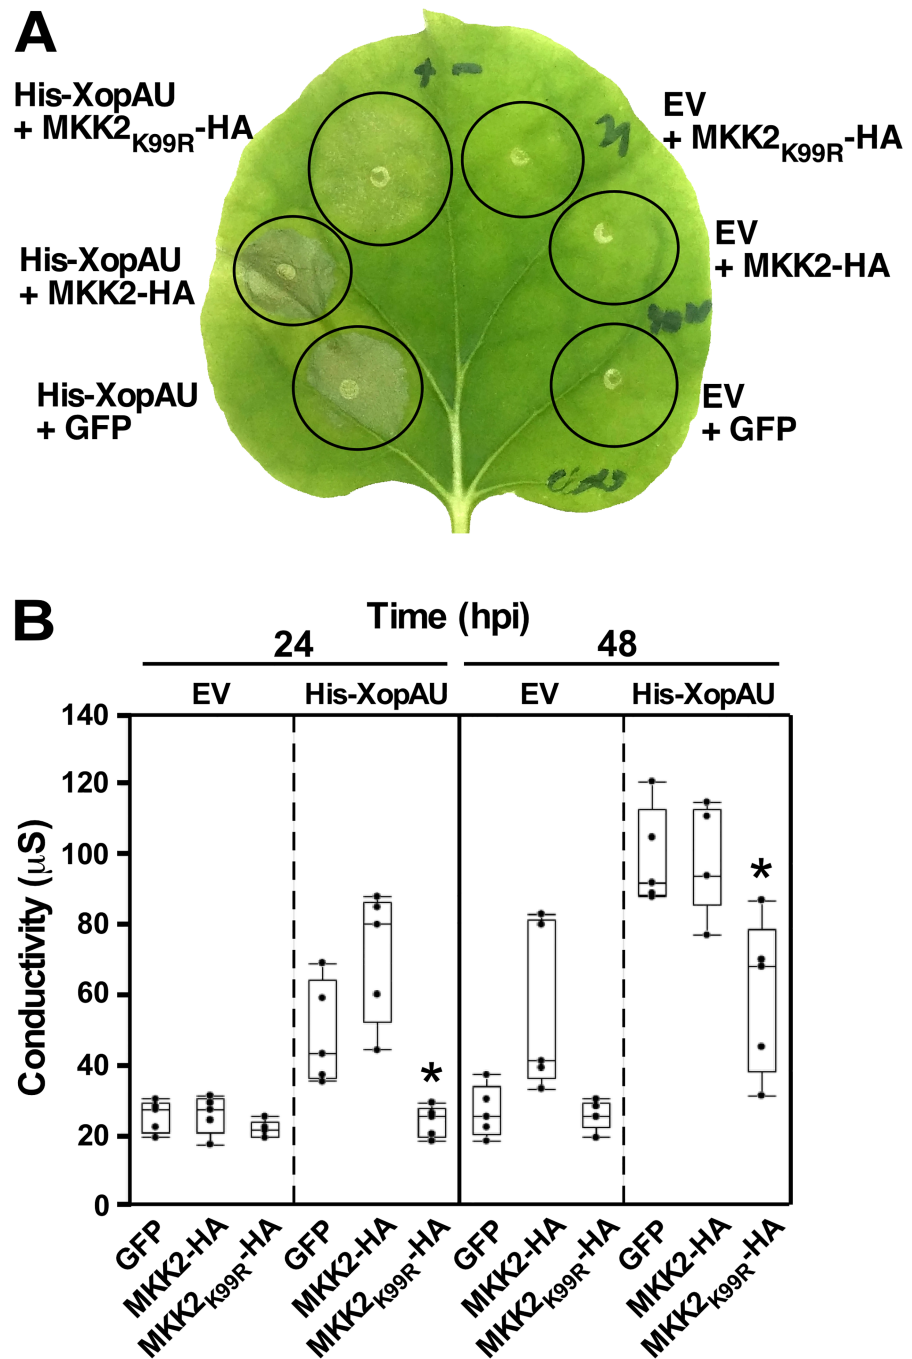 A
His-XopAU
+ MKK2K99R-HA
EV
+ MKK2K99R-HA
+ -
His-XopAU
+ MKK2-HA
EV
+ MKK2-HA
His-XopAU
+ GFP
EV
+ GFP
B
Time (hpi)
24
48
EV
His-XopAU
EV
His-XopAU
Conductivity (µS)
140
120
100
80
60
40
20
0
*
*
GFP
MKK2-HA
MKK2K99R-HA
GFP
MKK2-HA
MKK2K99R-HA
GFP
MKK2-HA
MKK2K99R-HA
GFP
MKK2-HA
MKK2K99R-HA